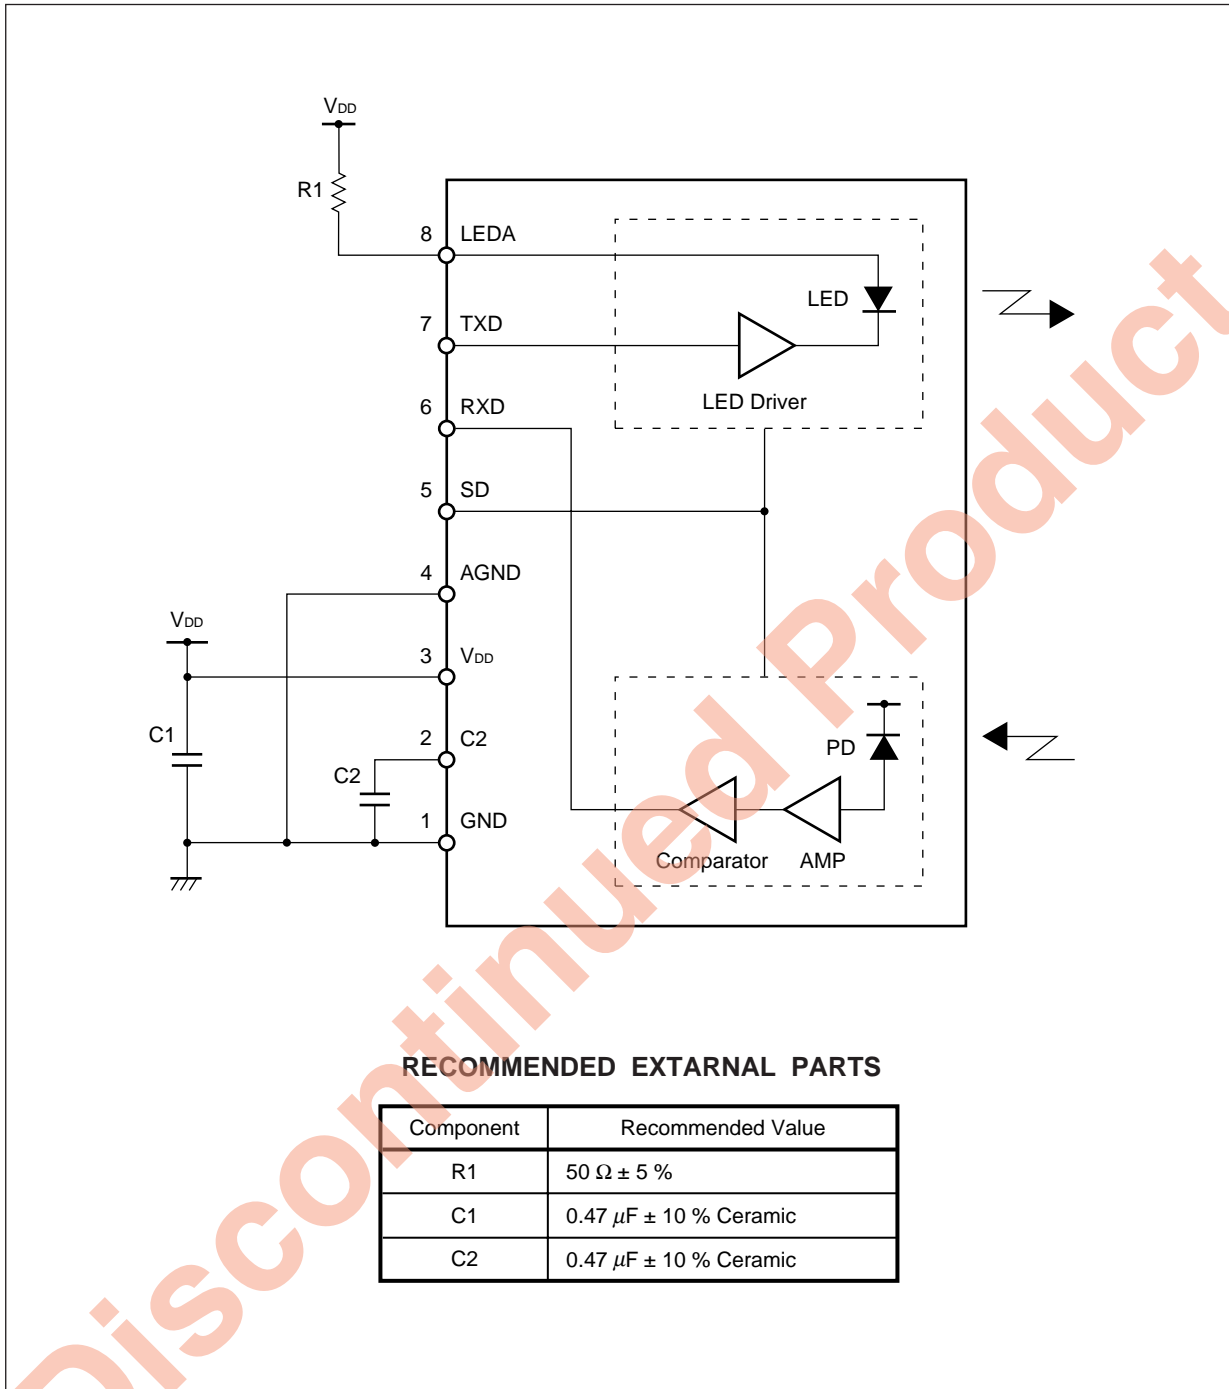 VDD
R1
8 LEDA
LED
7 TXD
LED Driver
6 RXD
5 SD
4 AGND
VDD
3 VDD
C1
2 C2
PD
C2
1 GND
Comparator AMP
RECOMMENDED EXTARNAL PARTS
Component Recommended Value
R1 50 Ω ± 5 %
C1 0.47 μF ± 10 % Ceramic
C2 0.47 μF ± 10 % Ceramic
Discontinued Product